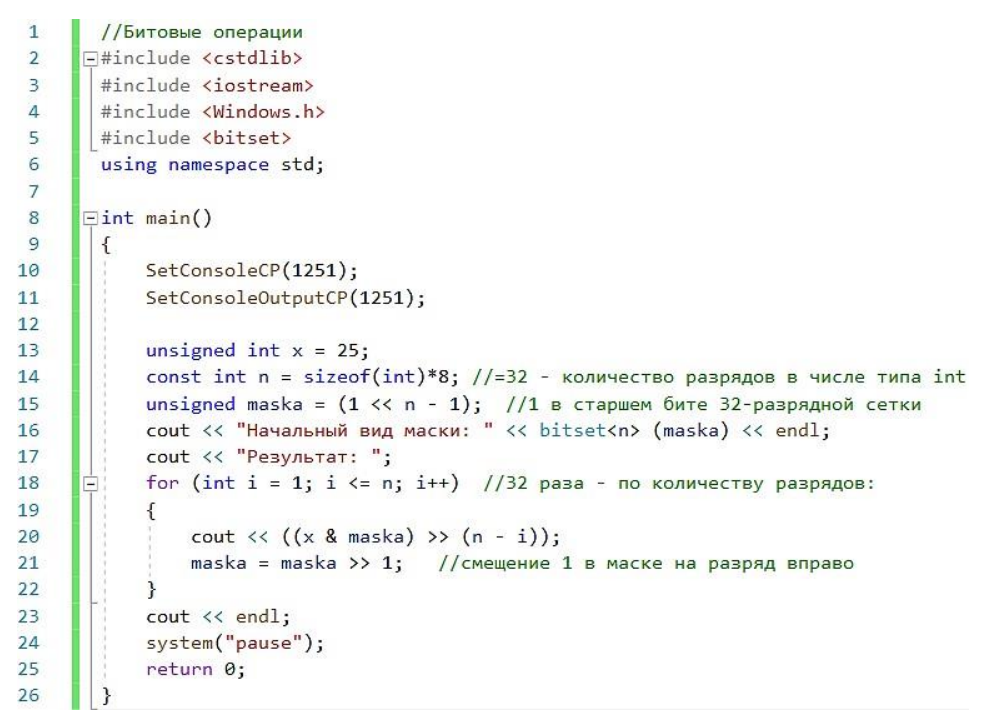 1 //Битовые операции
2 #include <cstdlib>
3 #include <iostream>
4 #include <Windows.h>
5 #include <bitset>
6 using namespace std;
7
8 int main()
9 {
10 SetConsoleCP(1251);
11 SetConsoleOutputCP(1251);
12
13 unsigned int x = 25;
14 const int n = sizeof(int)*8; //=32 - количество разрядов в числе типа int
15 unsigned maska = (1 << n - 1); //1 в старшем бите 32-разрядной сетки
16 cout << "Начальный вид маски: " << bitset<n> (maska) << endl;
17 cout << "Результат: ";
18 for (int i = 1; i <= n; i++) //32 раза - по количеству разрядов:
19 {
20 cout << ((x & maska) >> (n - i));
21 maska = maska >> 1; //смещение 1 в маске на разряд вправо
22 }
23 cout << endl;
24 system("pause");
25 return 0;
26 }